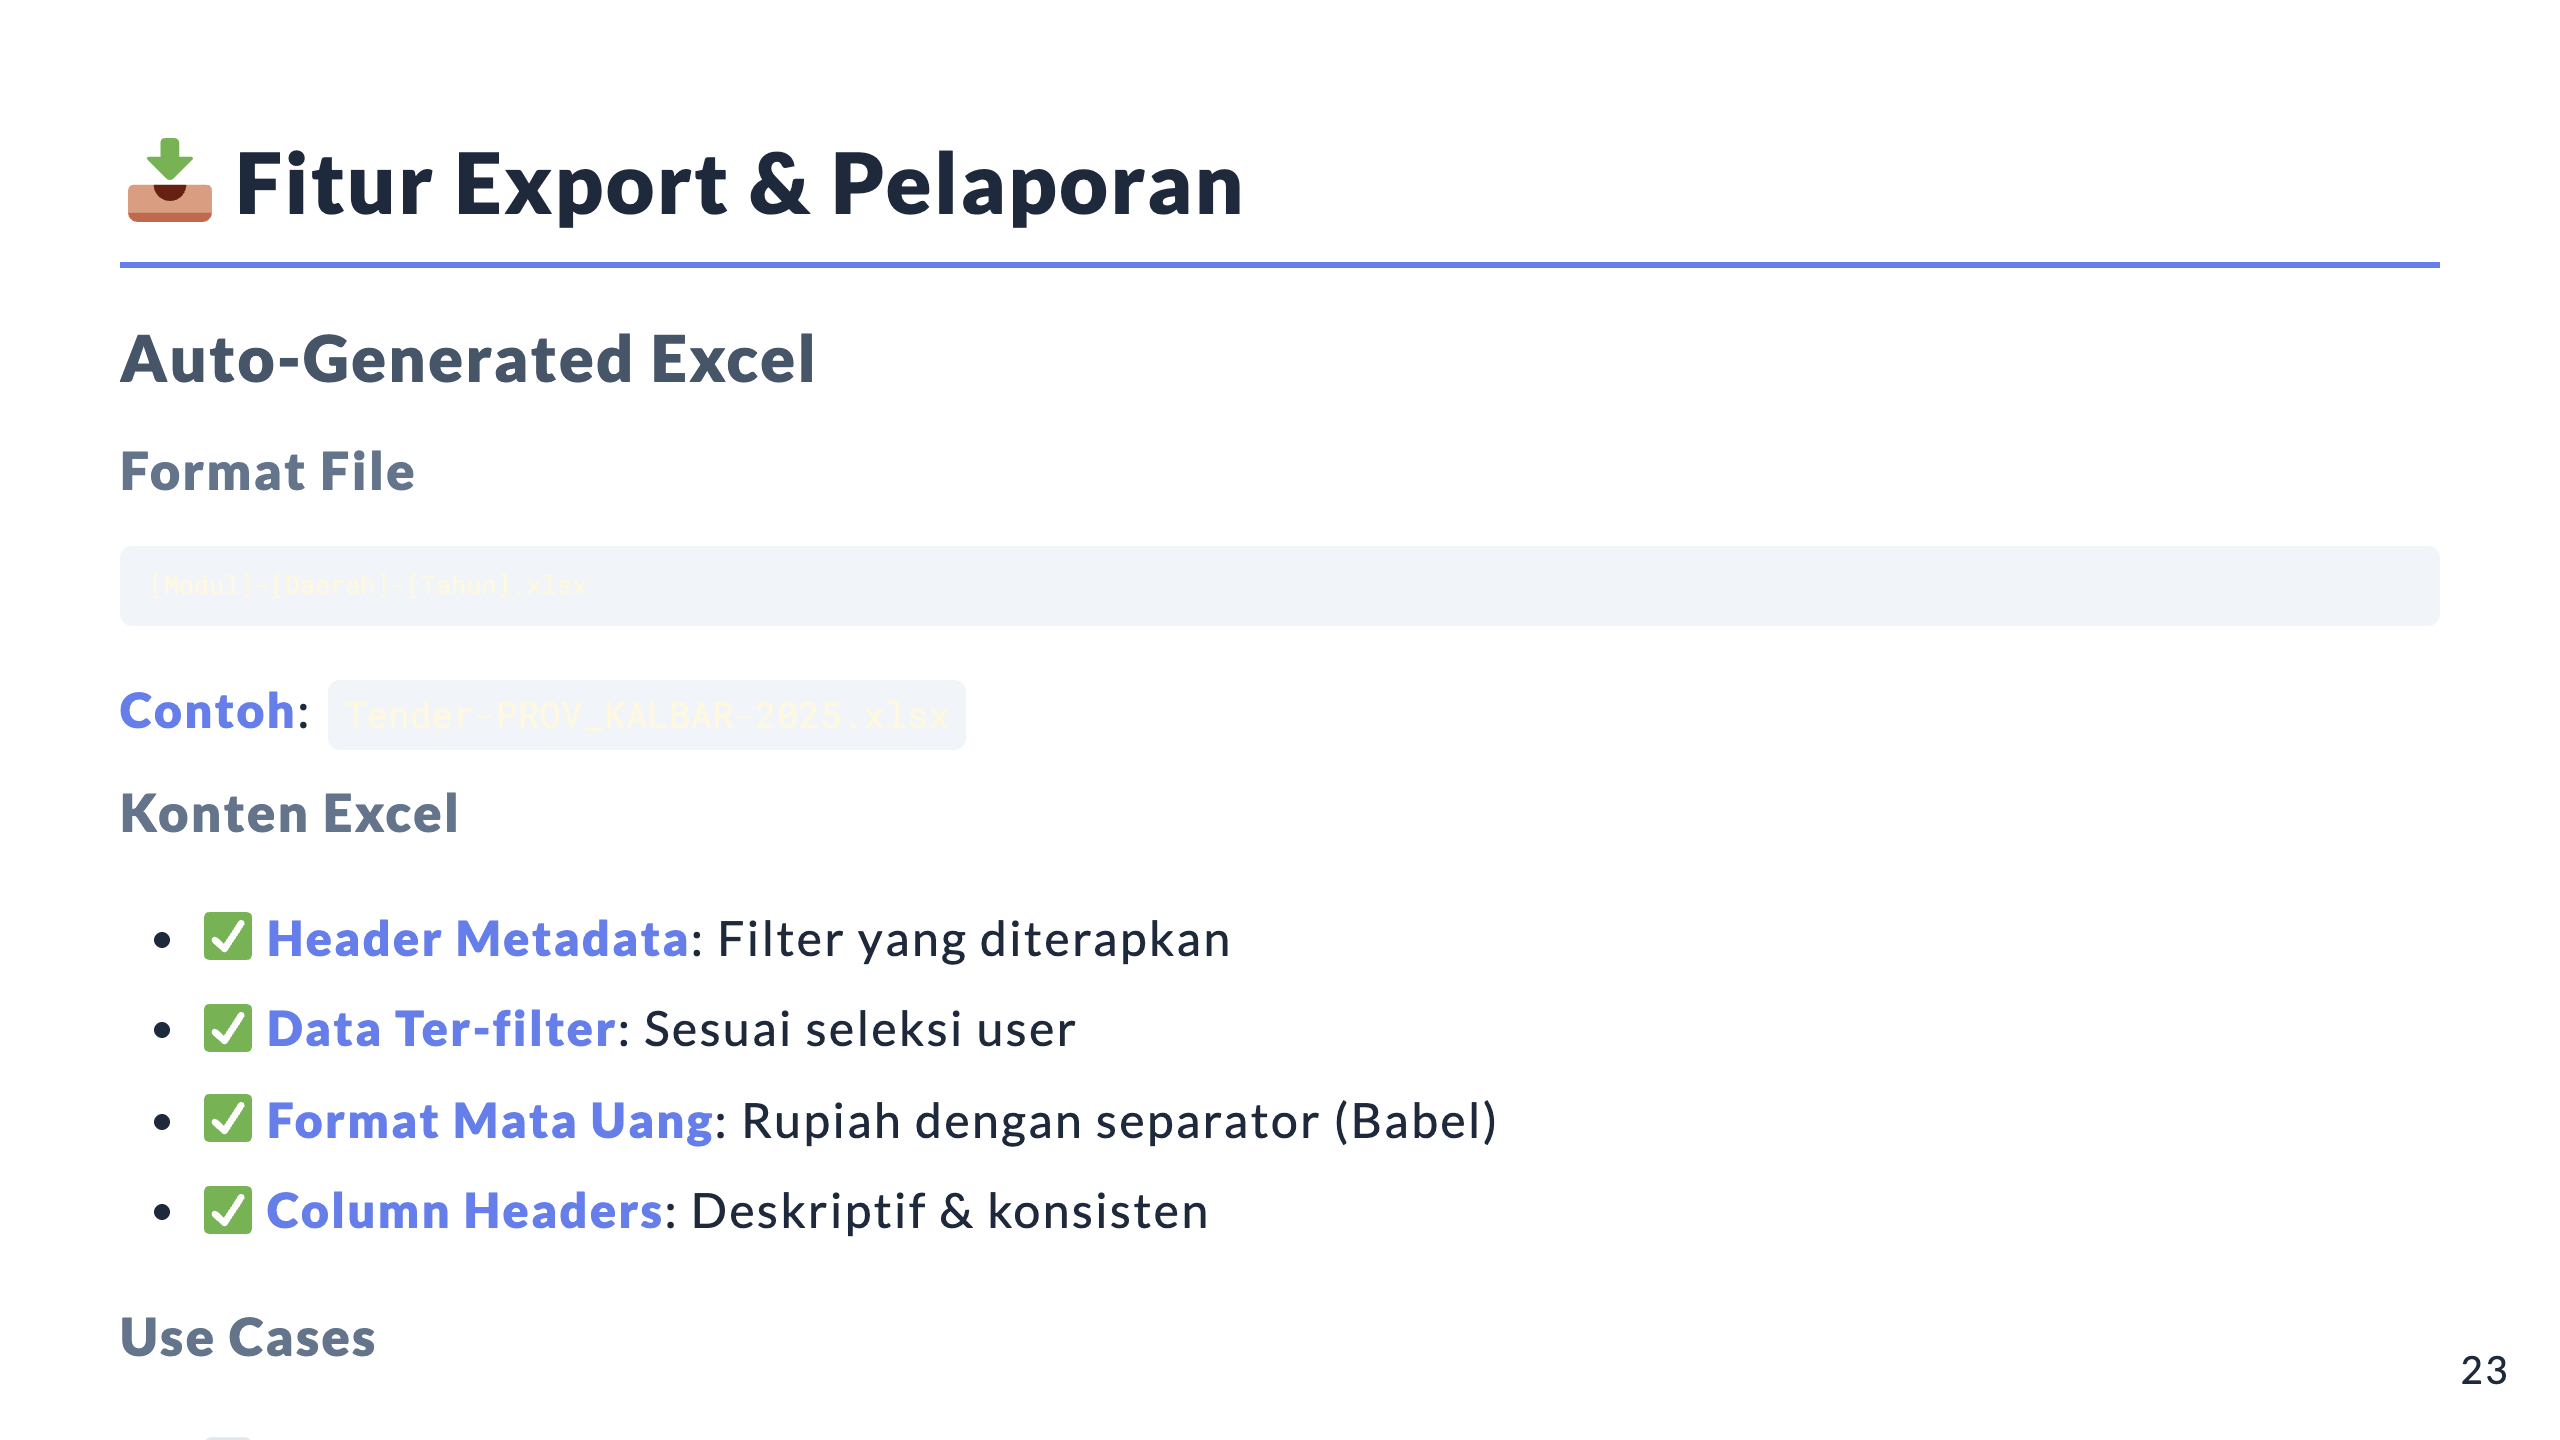 Fitur Export & Pelaporan
Auto-Generated Excel
Format File
[Modul]-[Daerah]-[Tahun].xlsx
Contoh: Tender-PROV_KALBAR-2025.xlsx
Konten Excel
• ✅ Header Metadata: Filter yang diterapkan
• ✅ Data Ter-filter: Sesuai seleksi user
• ✅ Format Mata Uang: Rupiah dengan separator (Babel)
• ✅ Column Headers: Deskriptif & konsisten
Use Cases
23